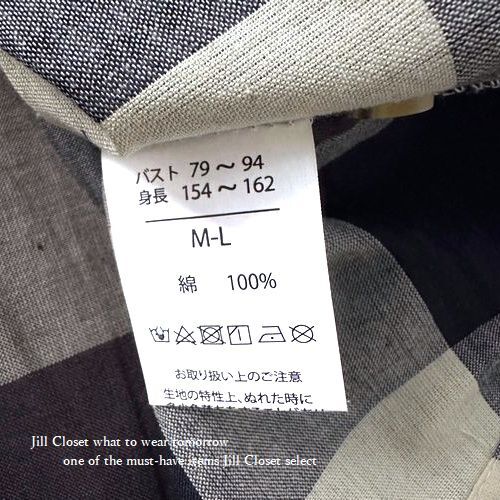 バスト 79～94
身長 154～162
M-L
綿 100%
お取り扱い上のご注意
生地の特性上、ぬれた時に
Jill Closet what to wear tomorrow
one of the must-have items Jill Closet select